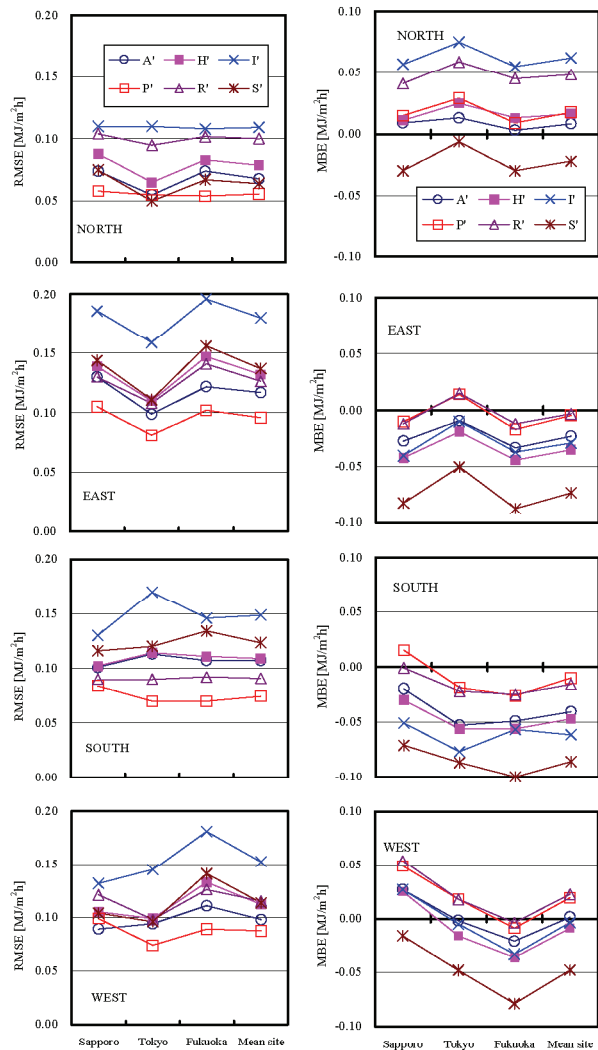 0.20
0.15
0.10
0.05
0.00
RMSE [MJ/m²h]
A' H' I'
P' R' S'
NORTH
0.10
0.05
0.00
-0.05
-0.10
MBE [MJ/m²h]
NORTH
A' H' I'
P' R' S'
0.20
0.15
0.10
0.05
0.00
RMSE [MJ/m²h]
EAST
0.10
0.05
0.00
-0.05
-0.10
MBE [MJ/m²h]
EAST
0.20
0.15
0.10
0.05
0.00
RMSE [MJ/m²h]
SOUTH
0.10
0.05
0.00
-0.05
-0.10
MBE [MJ/m²h]
SOUTH
0.20
0.15
0.10
0.05
0.00
RMSE [MJ/m²h]
WEST
Sapporo Tokyo Fukuoka Mean site
0.10
0.05
0.00
-0.05
-0.10
MBE [MJ/m²h]
WEST
Sapporo Tokyo Fukuoka Mean site